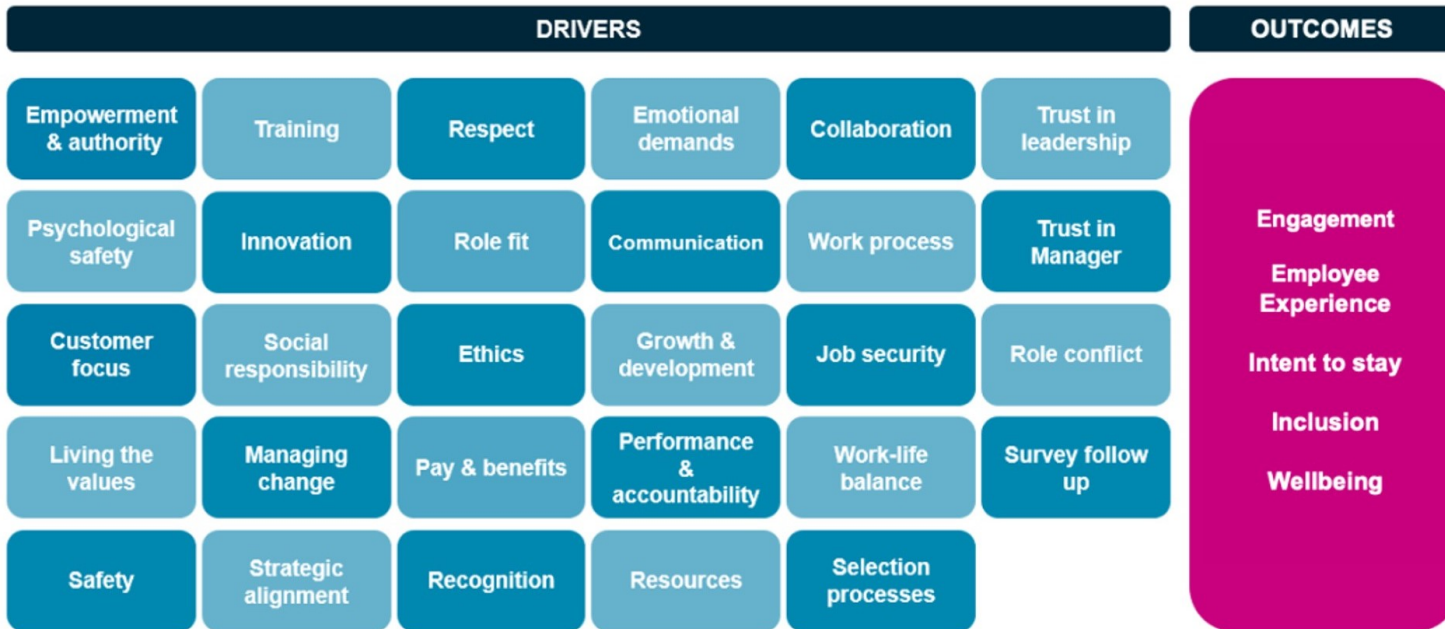 DRIVERS
OUTCOMES
Empowerment
& authority
Training
Respect
Emotional
demands
Collaboration
Trust in
leadership
Psychological
safety
Innovation
Role fit
Communication
Work process
Trust in
Manager
Customer
focus
Social
responsibility
Ethics
Growth &
development
Job security
Role conflict
Living the
values
Managing
change
Pay & benefits
Performance
&
accountability
Work-life
balance
Survey follow
up
Safety
Strategic
alignment
Recognition
Resources
Selection
processes
Engagement
Employee
Experience
Intent to stay
Inclusion
Wellbeing